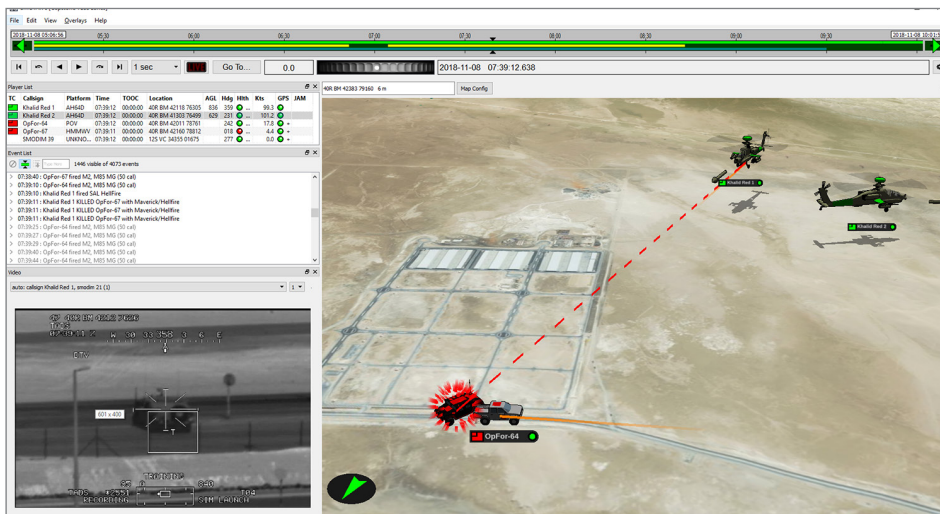 File Edit View Overlays Help
2018-11-08 05:06:56
05:30 06:00 06:30 07:00 07:30 08:00 08:30 09:00 09:30
1 sec
Go To...
0.0
2018-11-08 07:39:12.638
Player List
TC Callsign Platform Time TOOC Location AGL Hdg Hlth Kts GPS JAM
Khalid Red 1 AH64D 07:39:12 00:00:00 40R BM 42118 76305 836 359 ... 99.3
Khalid Red 2 AH64D 07:39:12 00:00:00 40R BM 41303 76499 629 231 ... 101.2
OpFor-64 POV 07:39:12 00:00:00 40R BM 42011 78761 242 ... 17.8 +
OpFor-67 HMMWV 07:39:11 00:00:00 40R BM 42160 78812 018 ... 4.4 +
SMODIM 39 UNKNO... 07:39:12 00:00:00 12S VC 34355 01675 277 ... 0.0 +
40R BM 42383 79160 6 m
Map Config
Event List
1446 visible of 4073 events
> 07:38:40 : OpFor-67 fired M2, M85 MG (50 cal)
> 07:39:10 : OpFor-64 fired M2, M85 MG (50 cal)
> 07:39:11 : Khalid Red 1 fired SAL HellFire
> 07:39:11 : Khalid Red 1 KILLED OpFor-67 with Maverick/Hellfire
> 07:39:11 : Khalid Red 1 KILLED OpFor-67 with Maverick/Hellfire
> 07:39:11 : Khalid Red 1 KILLED OpFor-67 with Maverick/Hellfire
> 07:39:25 : OpFor-64 fired M2, M85 MG (50 cal)
> 07:39:27 : OpFor-64 fired M2, M85 MG (50 cal)
> 07:39:29 : OpFor-64 fired M2, M85 MG (50 cal)
> 07:39:40 : OpFor-64 fired M2, M85 MG (50 cal)
> 07:39:44 : OpFor-64 fired M2, M85 MG (50 cal)
Video
auto: callsign Khalid Red 1, smodim 21 (1)
1
40R BM 4212 7626
TADS
W 30 33 S 6 E
DTV
601 x 400
T
TRAINING
TADS
RECORDING
T04
Khalid Red 1
Khalid Red 2
OpFor-64